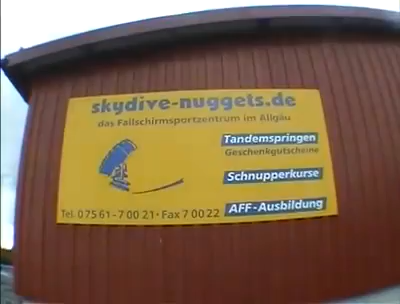 skydive-nuggets.de
das Fallschirmsportzentrum im Allgäu
Tandemspringen
Geschenkgutscheine
Schnupperkurse
AFF-Ausbildung
Tel. 0 75 61 - 7 00 21 · Fax 7 00 22